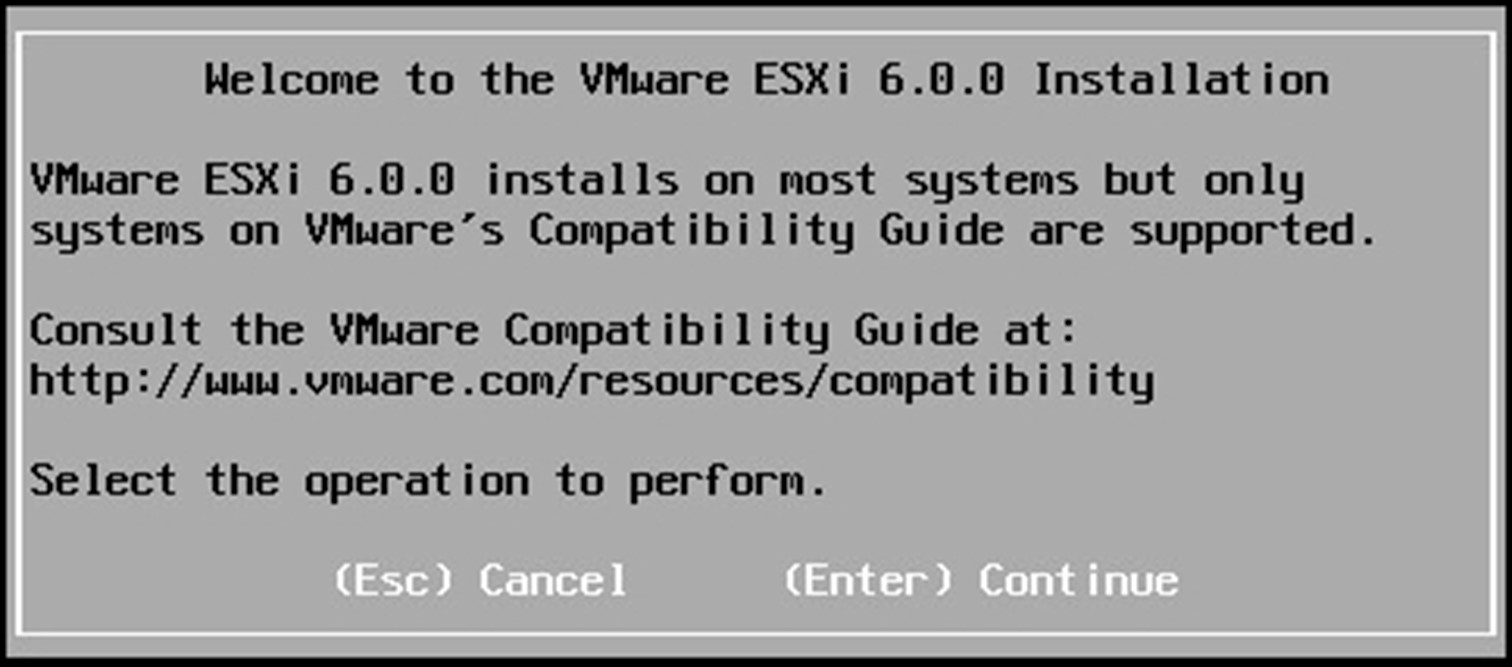 Welcome to the VMware ESXi 6.0.0 Installation
VMware ESXi 6.0.0 installs on most systems but only
systems on VMware's Compatibility Guide are supported.
Consult the VMware Compatibility Guide at:
http://www.vmware.com/resources/compatibility
Select the operation to perform.
(Esc) Cancel (Enter) Continue